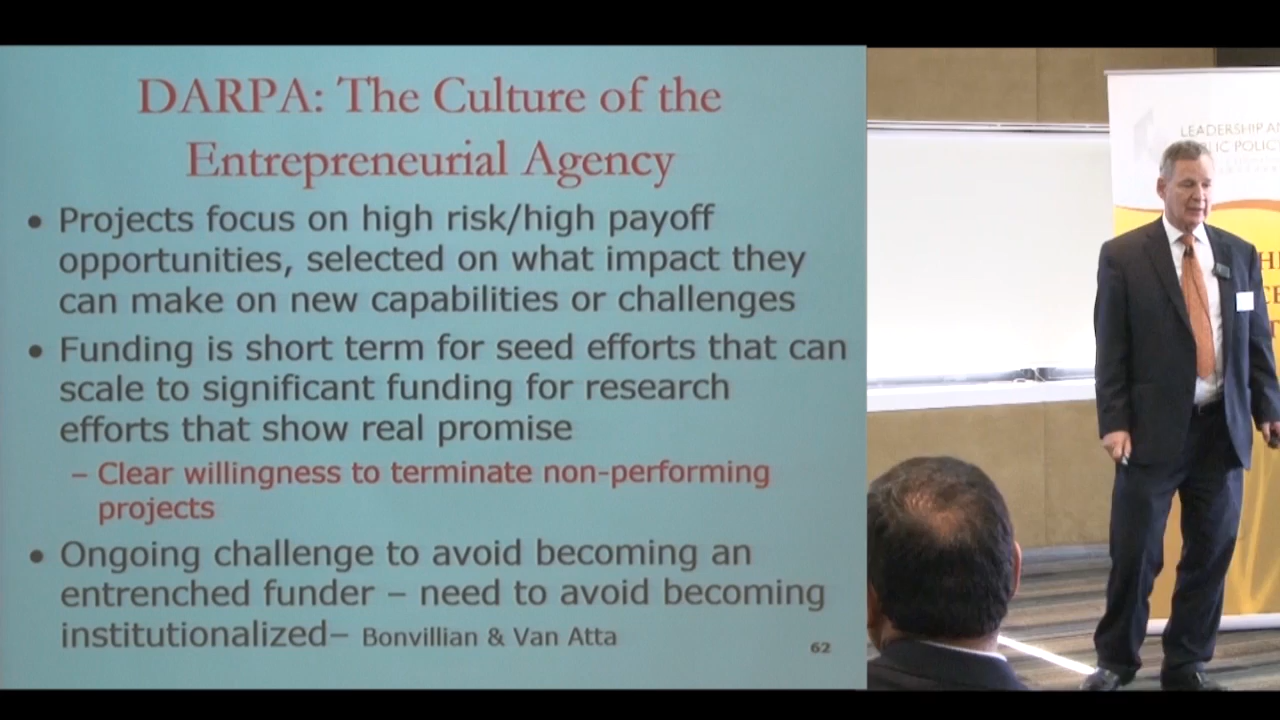 DARPA: The Culture of the
Entrepreneurial Agency
• Projects focus on high risk/high payoff
opportunities, selected on what impact they
can make on new capabilities or challenges
• Funding is short term for seed efforts that can
scale to significant funding for research
efforts that show real promise
– Clear willingness to terminate non-performing
projects
• Ongoing challenge to avoid becoming an
entrenched funder – need to avoid becoming
institutionalized– Bonvillian & Van Atta
62
LEADERSHIP AN
LIC POLIC